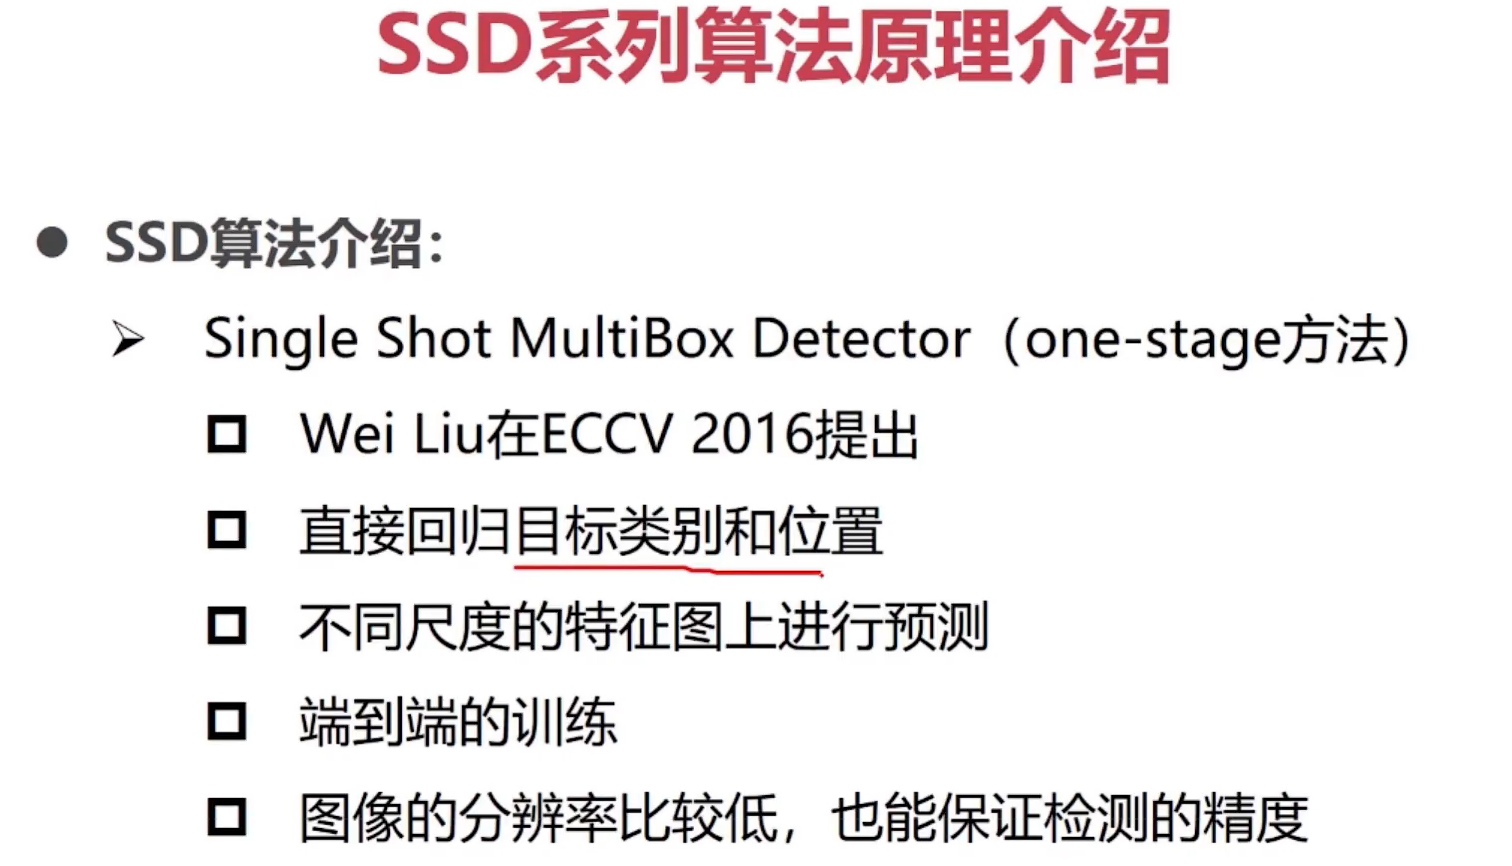 SSD系列算法原理介绍
SSD算法介绍：
Single Shot MultiBox Detector（one-stage方法）
Wei Liu在ECCV 2016提出
直接回归目标类别和位置
不同尺度的特征图上进行预测
端到端的训练
图像的分辨率比较低，也能保证检测的精度